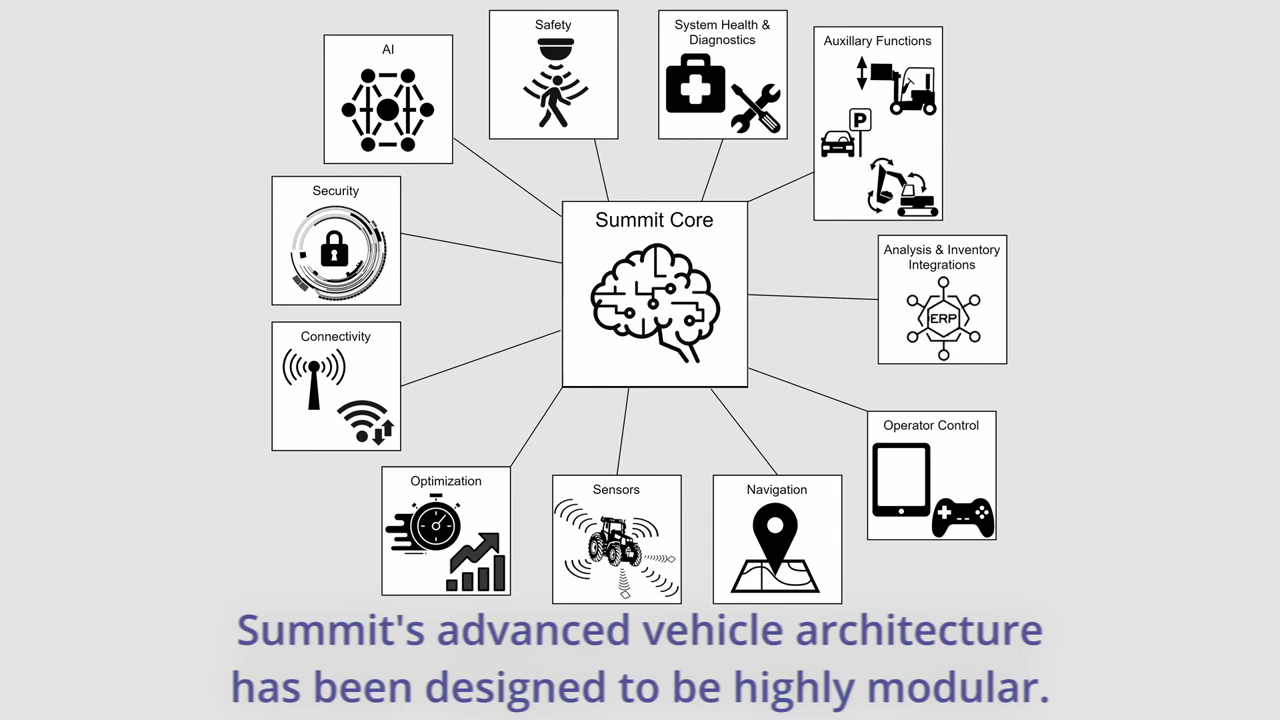 Safety
System Health &
Diagnostics
AI
Auxillary Functions
P
Security
Summit Core
Analysis & Inventory
Integrations
ERP
Connectivity
Operator Control
Optimization
Sensors
Navigation
Summit's advanced vehicle architecture
has been designed to be highly modular.